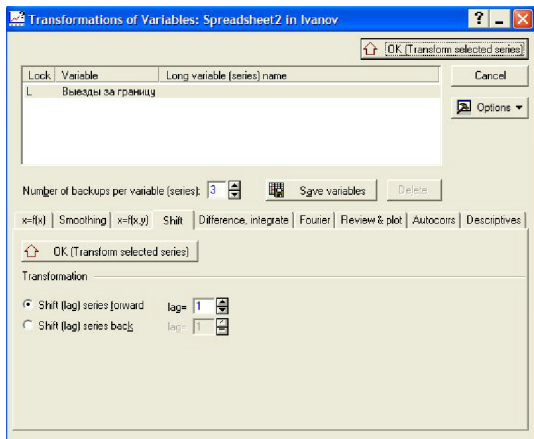 Transformations of Variables: Spreadsheet2 in Ivanov
OK (Transform selected series)
Lock Variable Long variable (series) name
L Выезды за границу
Cancel
Options
Number of backups per variable (series): 3 Save variables Delete
x=f(x) Smoothing x=f(x,y) Shift Difference, integrate Fourier Review & plot Autocorrs Descriptives
OK (Transform selected series)
Transformation
Shift (lag) series forward lag= 1
Shift (lag) series back lag= 1